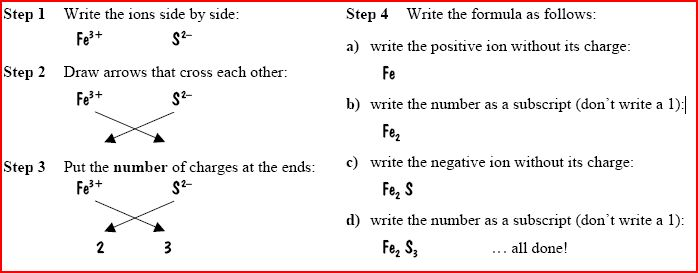 Step 1 Write the ions side by side:
Fe³⁺ S²⁻
Step 2 Draw arrows that cross each other:
Fe³⁺ S²⁻
Step 3 Put the number of charges at the ends:
Fe³⁺ S²⁻
2 3
Step 4 Write the formula as follows:
a) write the positive ion without its charge:
Fe
b) write the number as a subscript (don't write a 1):
Fe₂
c) write the negative ion without its charge:
Fe₂ S
d) write the number as a subscript (don't write a 1):
Fe₂ S₃ ... all done!